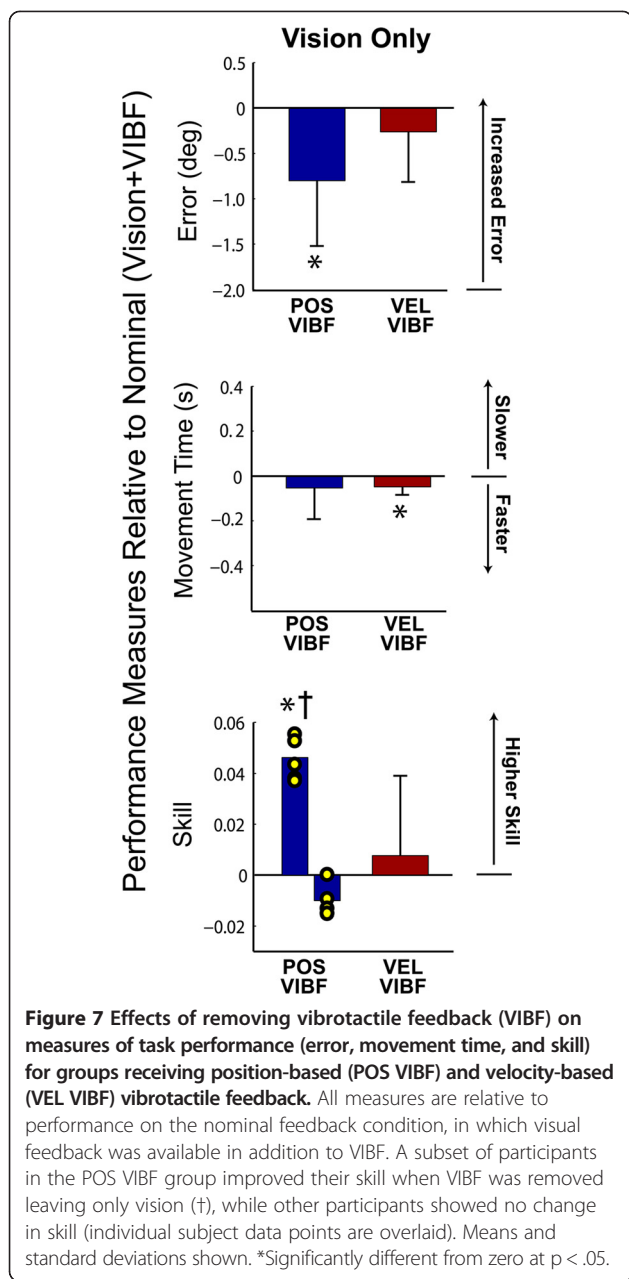 Vision Only
Performance Measures Relative to Nominal (Vision+VIBF)
Error (deg)
0.5
0
−0.5
−1.0
−1.5
−2.0
*
POS
VIBF
VEL
VIBF
Increased Error
Movement Time (s)
0.4
0.2
0
−0.2
−0.4
*
POS
VIBF
VEL
VIBF
Slower
Faster
Skill
0.06
0.04
0.02
0
−0.02
*†
POS
VIBF
VEL
VIBF
Higher Skill
Figure 7 Effects of removing vibrotactile feedback (VIBF) on
measures of task performance (error, movement time, and skill)
for groups receiving position-based (POS VIBF) and velocity-based
(VEL VIBF) vibrotactile feedback. All measures are relative to
performance on the nominal feedback condition, in which visual
feedback was available in addition to VIBF. A subset of participants
in the POS VIBF group improved their skill when VIBF was removed
leaving only vision (†), while other participants showed no change
in skill (individual subject data points are overlaid). Means and
standard deviations shown. *Significantly different from zero at p < .05.